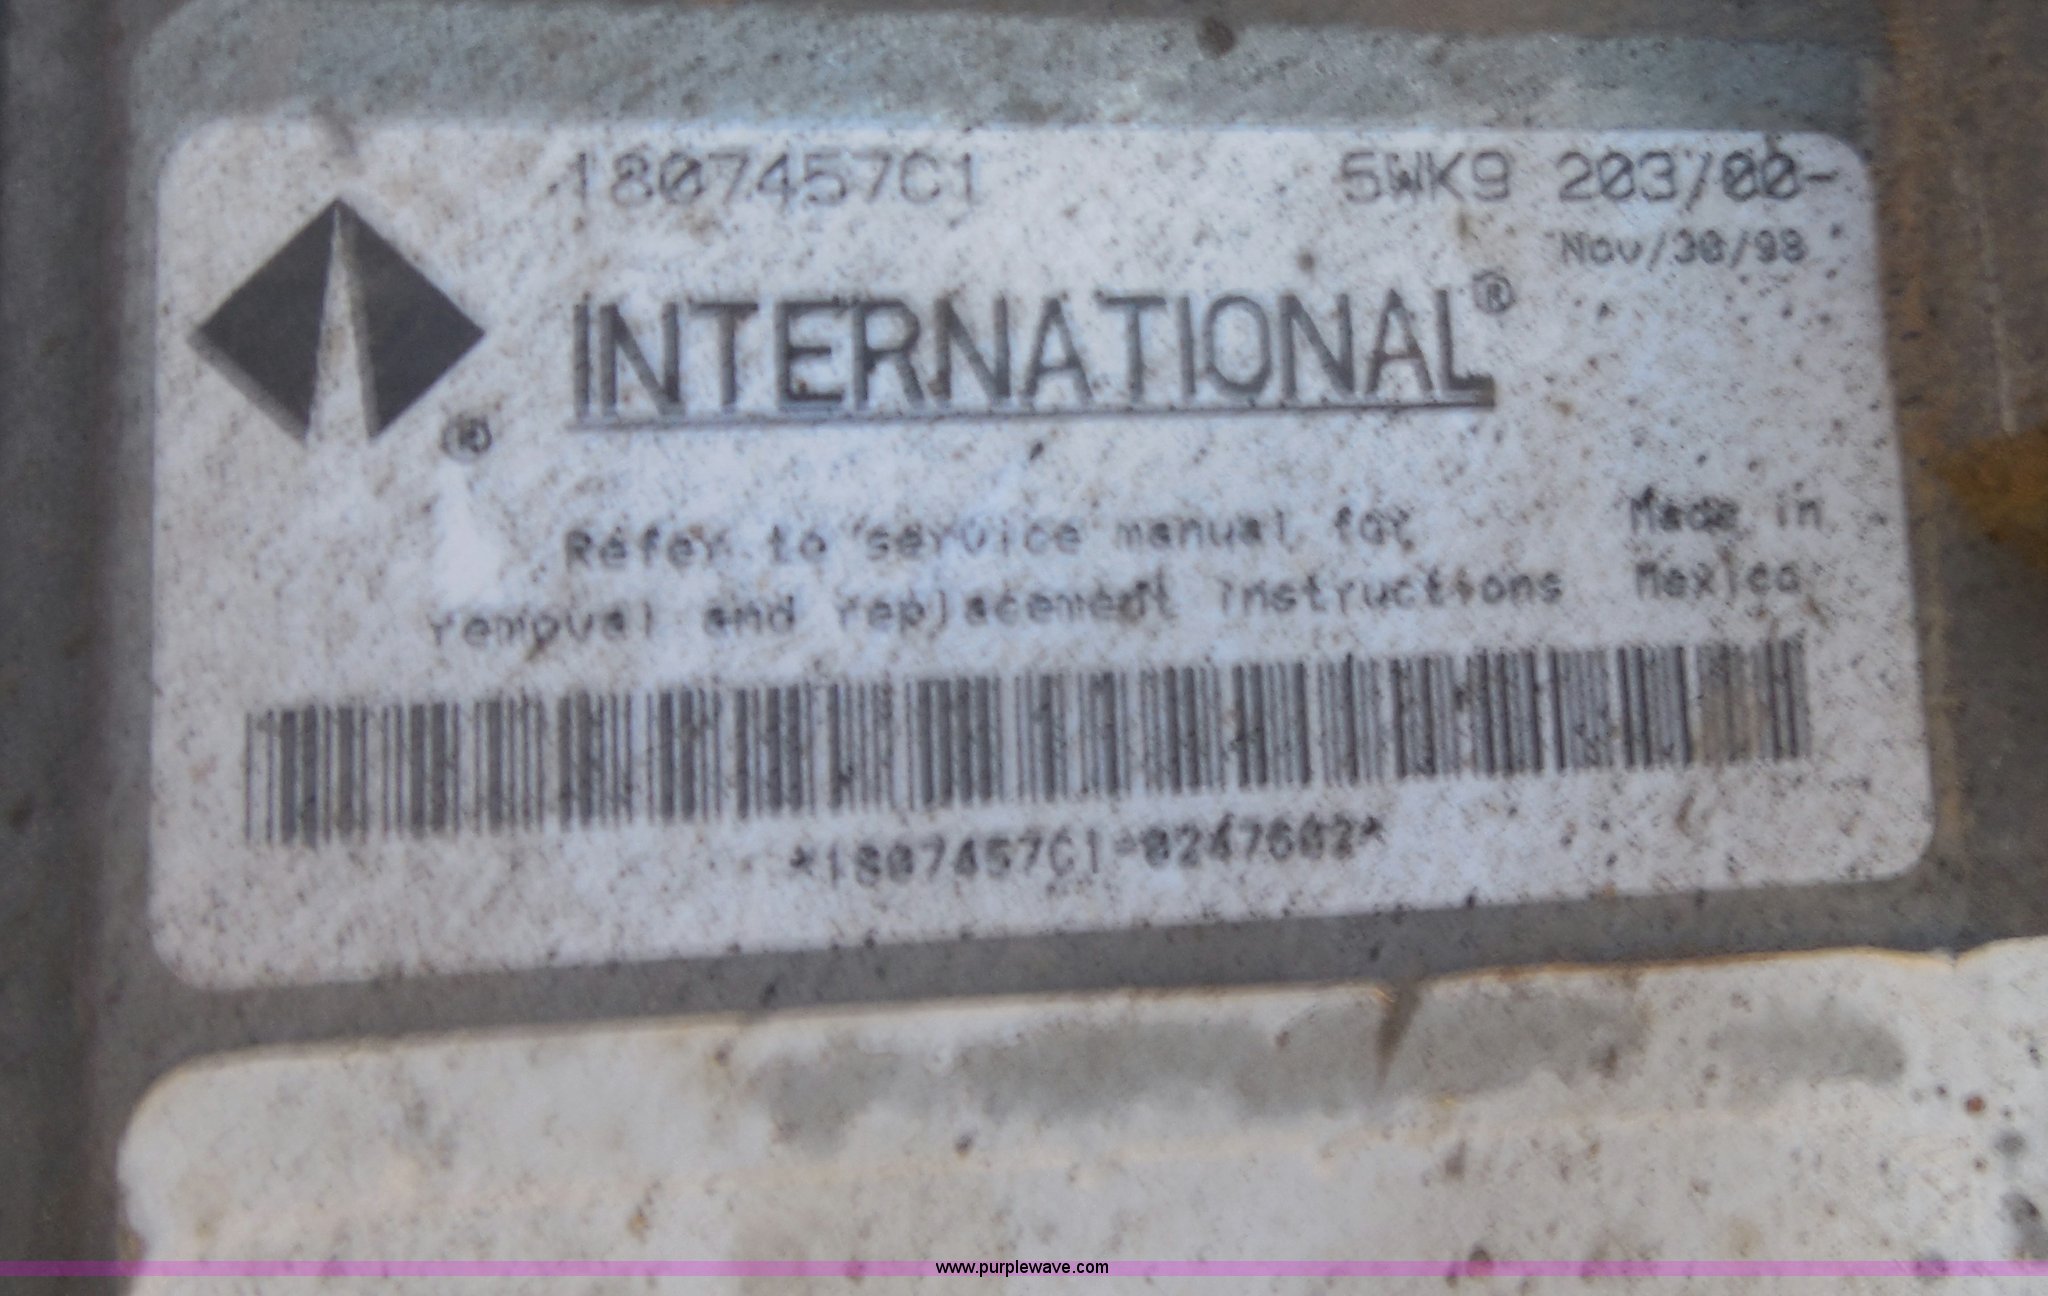 1807457C1 5WK9 203/00-
Nov/30/98
INTERNATIONAL®
®
Refer to service manual for
removal and replacement instructions
Made in
Mexico
*1807457C1-0247602*
www.purplewave.com